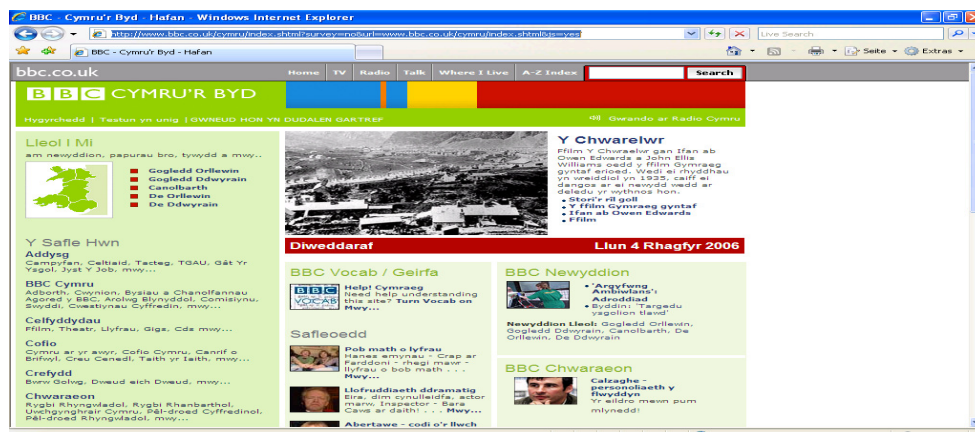 BBC - Cymru'r Byd - Hafan - Windows Internet Explorer
http://www.bbc.co.uk/cymru/index.shtml?survey=no&url=www.bbc.co.uk/cymru/index.shtml&js=yes
Live Search
BBC - Cymru'r Byd - Hafan
Seite
Extras
bbc.co.uk
Home TV Radio Talk Where I Live A-Z Index Search
BBC CYMRU'R BYD
Hygyrchedd | Testun yn unig | GWNEUD HON YN DUDALEN GARTREF
Gwrando ar Radio Cymru
Lleol I Mi
am newyddion, papurau bro, tywydd a mwy..
Gogledd Orllewin
Gogledd Ddwyrain
Canolbarth
De Orllewin
De Ddwyrain
Y Safle Hwn
Addysg
Campyfan, Celtiaid, Tacteg, TGAU, Gât Yr
Ysgol, Jyst Y Job, mwy...
BBC Cymru
Adborth, Cwynion, Bysiau a Chanolfannau
Agored y BBC, Arolwg Blynyddol, Comisiynu,
Swyddi, Cwestiynau Cyffredin, mwy...
Celfyddydau
Ffilm, Theatr, Llyfrau, Gigs, Cds mwy...
Cofio
Cymru ar yr awyr, Cofio Cymru, Canrif o
Brifwyl, Creu Cenedl, Taith yr Iaith, mwy...
Crefydd
Bwrw Golwg, Dweud eich Dweud, mwy...
Chwaraeon
Rygbi Rhyngwladol, Rygbi Rhanbarthol,
Uwchgynghrair Cymru, Pêl-droed Cyffredinol,
Pêl-droed Rhyngwladol, mwy...
Y Chwarelwr
Ffilm Y Chwarelwr gan Ifan ab
Owen Edwards a John Ellis
Williams oedd y ffilm Gymraeg
gyntaf erioed. Wedi ei rhyddhau
yn wreiddiol yn 1935, caiff ei
dangos ar ei newydd wedd ar
deledu yr wythnos hon.
Stori'r ril goll
Y ffilm Gymraeg gyntaf
Ifan ab Owen Edwards
Ffilm
Diweddaraf Llun 4 Rhagfyr 2006
BBC Vocab / Geirfa
BBC VOCAB
Help! Cymraeg
Need help understanding
this site? Turn Vocab on
Mwy...
Safleoedd
Pob math o lyfrau
Hanes emynau - Crap ar
Farddoni - rhegi mawr -
llyfrau o bob math . . .
Mwy...
Llofruddiaeth ddramatig
Eira, dim cynulleidfa, actor
marw, Inspector - Bara
Caws ar daith! . . . Mwy...
Abertawe - codi o'r llwch
BBC Newyddion
'Argyfwng
Ambiwlans':
Adroddiad
Byddin: 'Targedu
ysgolion tlawd'
Newyddion Lleol: Gogledd Orllewin,
Gogledd Ddwyrain, Canolbarth, De
Orllewin, De Ddwyrain
BBC Chwaraeon
Calzaghe -
personoliaeth y
flwyddyn
Yr eildro mewn pum
mlynedd!